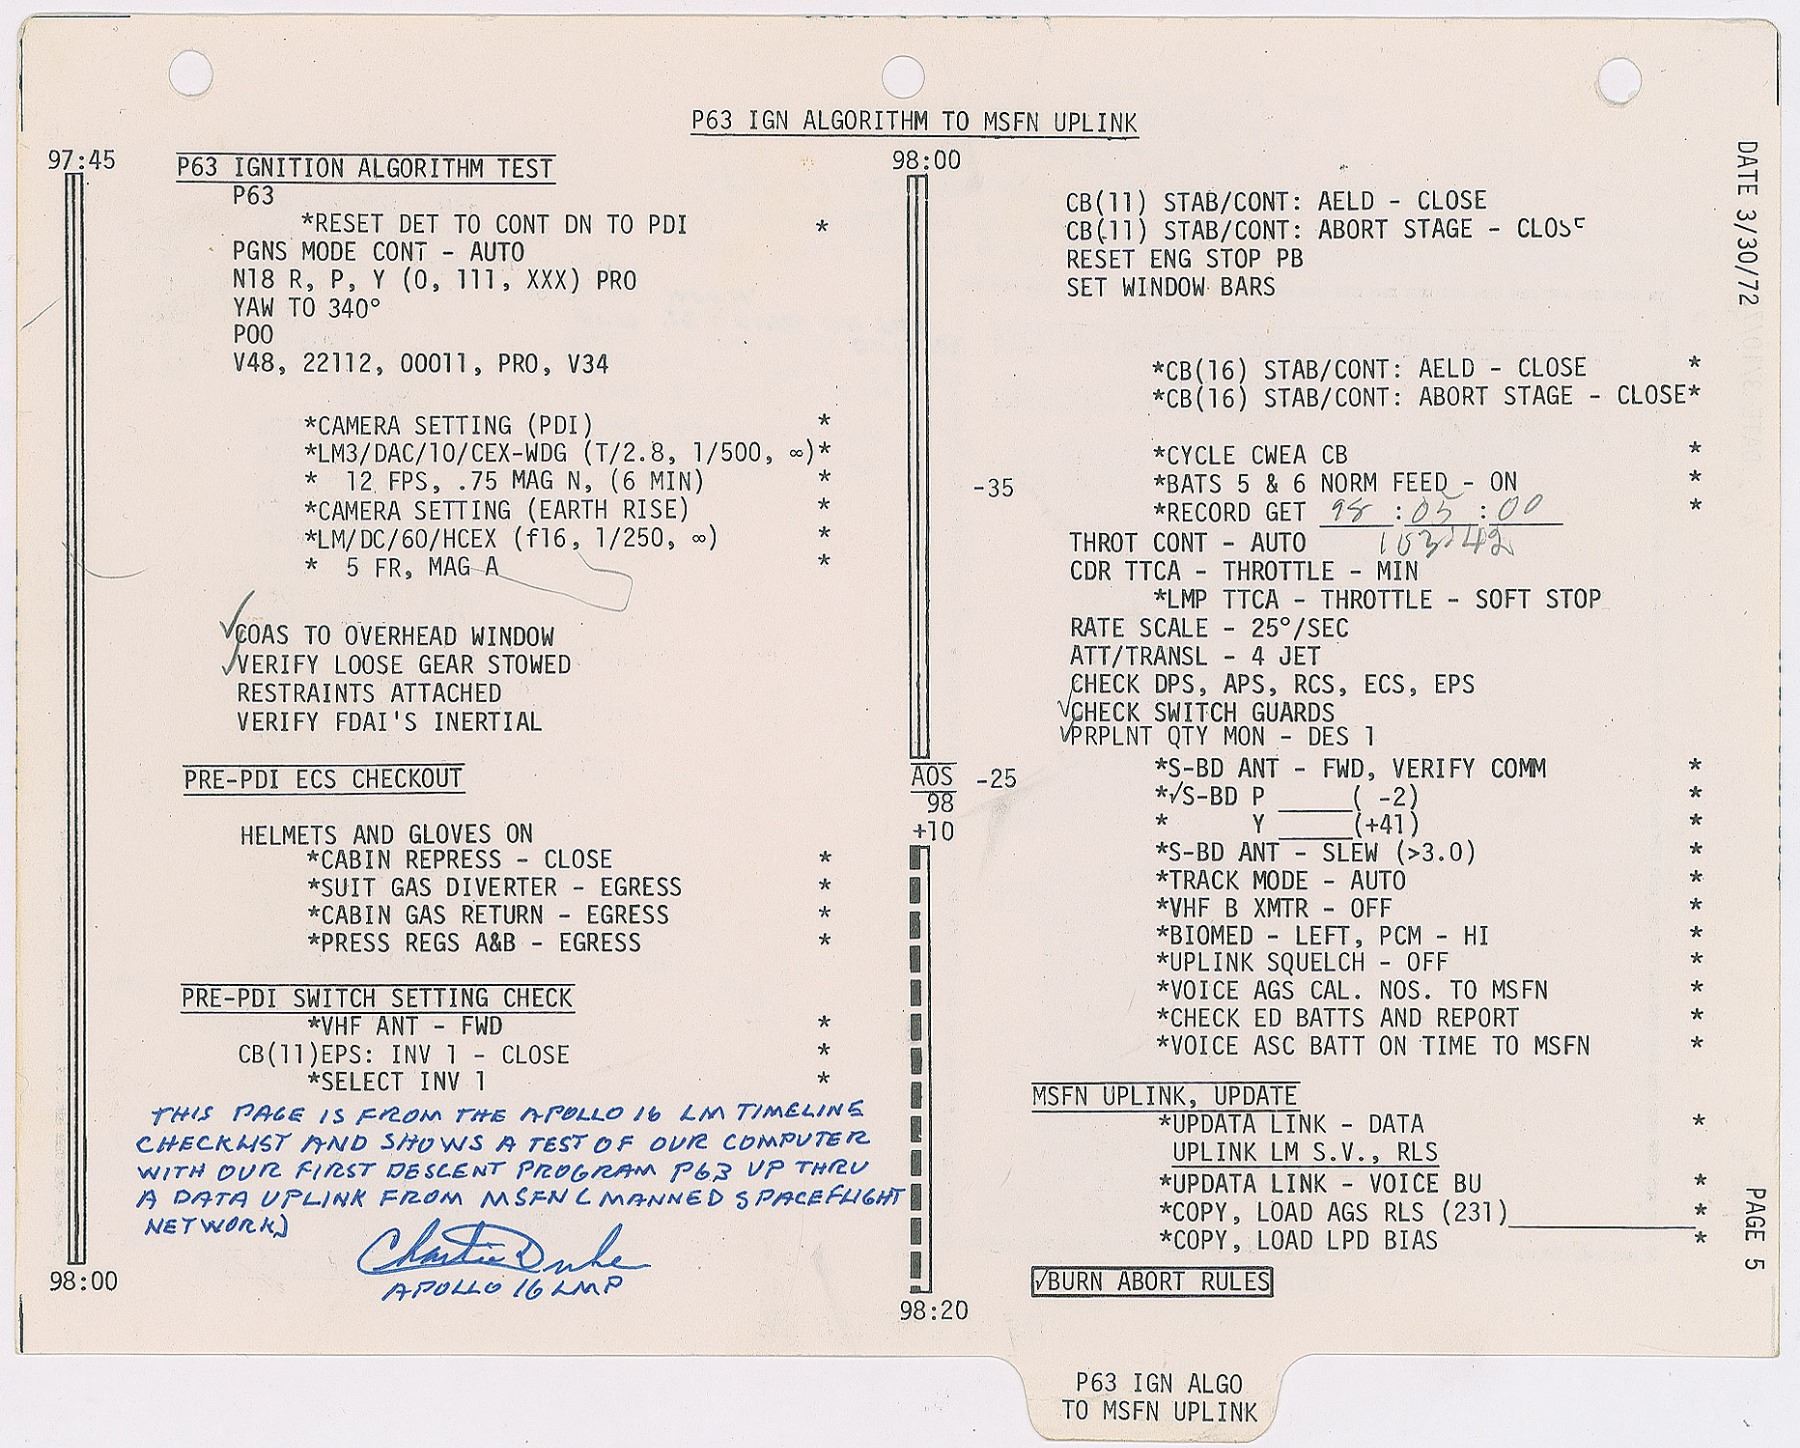 P63 IGN ALGORITHM TO MSFN UPLINK
97:45
P63 IGNITION ALGORITHM TEST
P63
*RESET DET TO CONT DN TO PDI *
PGNS MODE CONT - AUTO
N18 R, P, Y (0, 111, XXX) PRO
YAW TO 340°
P00
V48, 22112, 00011, PRO, V34
*CAMERA SETTING (PDI) *
*LM3/DAC/10/CEX-WDG (T/2.8, 1/500, ∞)*
* 12 FPS, .75 MAG N, (6 MIN) *
*CAMERA SETTING (EARTH RISE) *
*LM/DC/60/HCEX (f16, 1/250, ∞) *
* 5 FR, MAG A *
✓COAS TO OVERHEAD WINDOW
✓VERIFY LOOSE GEAR STOWED
RESTRAINTS ATTACHED
VERIFY FDAI'S INERTIAL
PRE-PDI ECS CHECKOUT
HELMETS AND GLOVES ON
*CABIN REPRESS - CLOSE *
*SUIT GAS DIVERTER - EGRESS *
*CABIN GAS RETURN - EGRESS *
*PRESS REGS A&B - EGRESS *
PRE-PDI SWITCH SETTING CHECK
*VHF ANT - FWD *
CB(11)EPS: INV 1 - CLOSE *
*SELECT INV 1 *
THIS PAGE IS FROM THE APOLLO 16 LM TIMELINE
CHECKLIST AND SHOWS A TEST OF OUR COMPUTER
WITH OUR FIRST DESCENT PROGRAM P63 UP THRU
A DATA UPLINK FROM MSFN (MANNED SPACEFLIGHT
NETWORK)
Charlie Duke
APOLLO 16 LMP
98:00
98:00
CB(11) STAB/CONT: AELD - CLOSE
CB(11) STAB/CONT: ABORT STAGE - CLOSE
RESET ENG STOP PB
SET WINDOW BARS
*CB(16) STAB/CONT: AELD - CLOSE *
*CB(16) STAB/CONT: ABORT STAGE - CLOSE*
*CYCLE CWEA CB *
-35 *BATS 5 & 6 NORM FEED - ON *
*RECORD GET 98 : 05 : 00 *
THROT CONT - AUTO
CDR TTCA - THROTTLE - MIN
*LMP TTCA - THROTTLE - SOFT STOP
RATE SCALE - 25°/SEC
ATT/TRANSL - 4 JET
CHECK DPS, APS, RCS, ECS, EPS
✓CHECK SWITCH GUARDS
✓PRPLNT QTY MON - DES 1
AOS -25 *S-BD ANT - FWD, VERIFY COMM *
98 *✓S-BD P _____( -2) *
+10 * Y _____(+41) *
*S-BD ANT - SLEW (>3.0) *
*TRACK MODE - AUTO *
*VHF B XMTR - OFF *
*BIOMED - LEFT, PCM - HI *
*UPLINK SQUELCH - OFF *
*VOICE AGS CAL. NOS. TO MSFN *
*CHECK ED BATTS AND REPORT *
*VOICE ASC BATT ON TIME TO MSFN *
MSFN UPLINK, UPDATE
*UPDATA LINK - DATA *
UPLINK LM S.V., RLS
*UPDATA LINK - VOICE BU *
*COPY, LOAD AGS RLS (231)_____________ *
*COPY, LOAD LPD BIAS *
✓BURN ABORT RULES
98:20
DATE 3/30/72
PAGE 5
P63 IGN ALGO
TO MSFN UPLINK